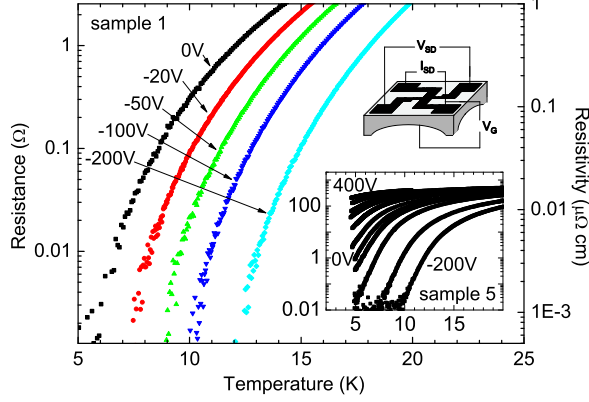 sample 1
0V
-20V
-50V
-100V
-200V
V_SD
I_SD
V_G
400V
0V
-200V
sample 5
100
1
0.01
5 10 15
1
0.1
0.01
1
0.1
0.01
1E-3
5 10 15 20 25
Resistance (Ω)
Temperature (K)
Resistivity (μΩ cm)